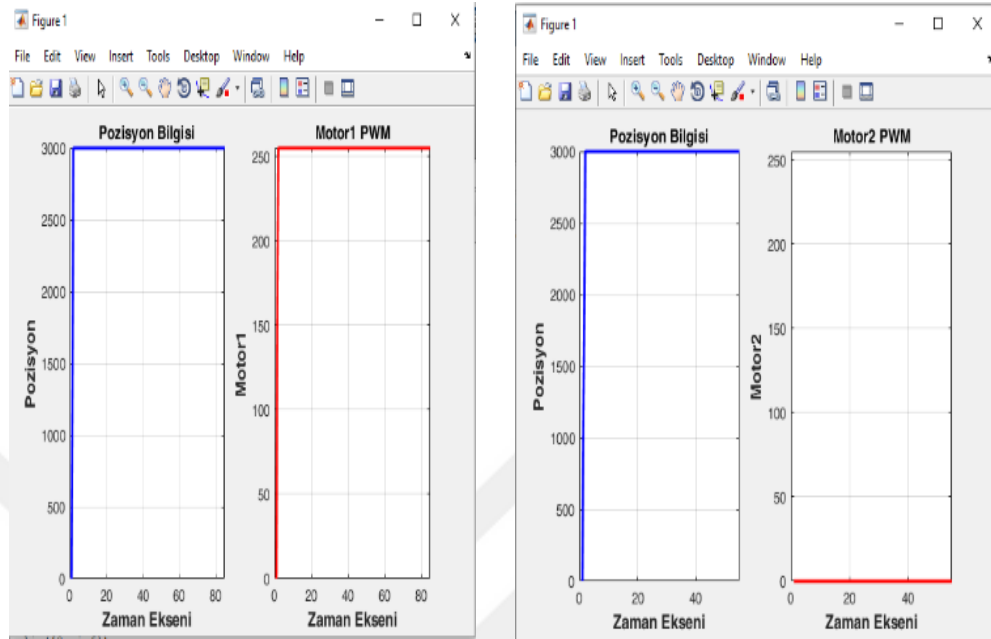 Figure 1
File Edit View Insert Tools Desktop Window Help
Pozisyon Bilgisi
3000
2500
2000
1500
1000
500
0
0 20 40 60 80
Pozisyon
Zaman Ekseni
Motor1 PWM
250
200
150
100
50
0
0 20 40 60 80
Motor1
Zaman Ekseni
Figure 1
File Edit View Insert Tools Desktop Window Help
Pozisyon Bilgisi
3000
2500
2000
1500
1000
500
0
0 20 40
Pozisyon
Zaman Ekseni
Motor2 PWM
250
200
150
100
50
0
0 20 40
Motor2
Zaman Ekseni